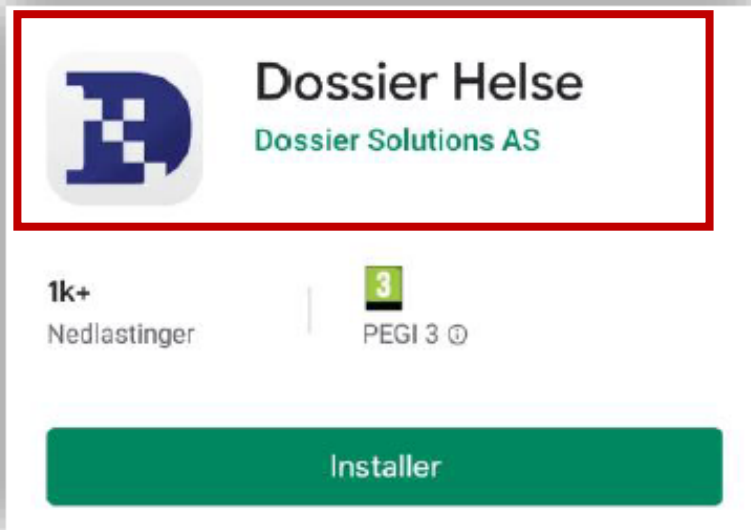 Dossier Helse
Dossier Solutions AS
1k+
Nedlastinger
3
PEGI 3
Installer